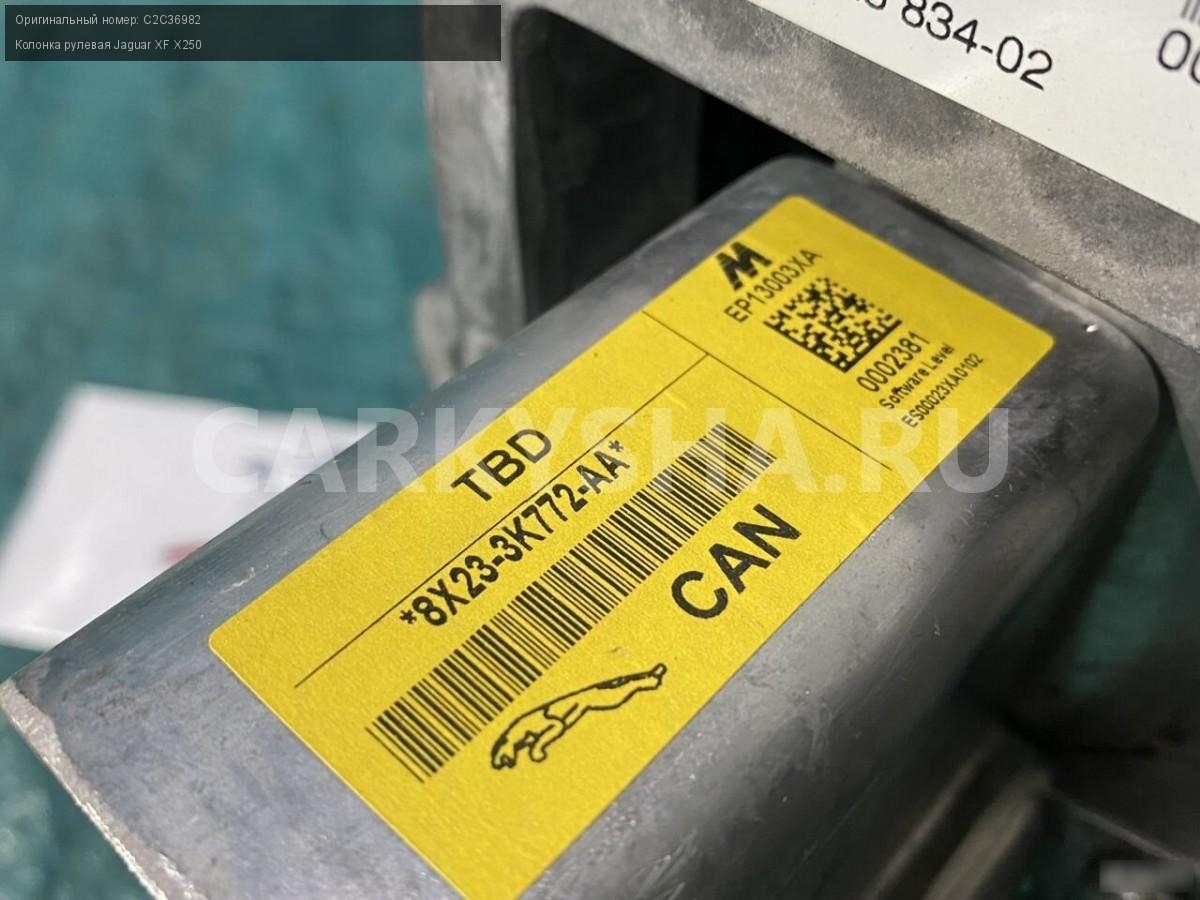 Оригинальный номер: C2C36982
Колонка рулевая Jaguar XF X250
834-02
EP13003XA
0002381
Software Level
ES00023XA0102
TBD
*8X23-3K772-AA*
CAN
CARKYSHA.RU